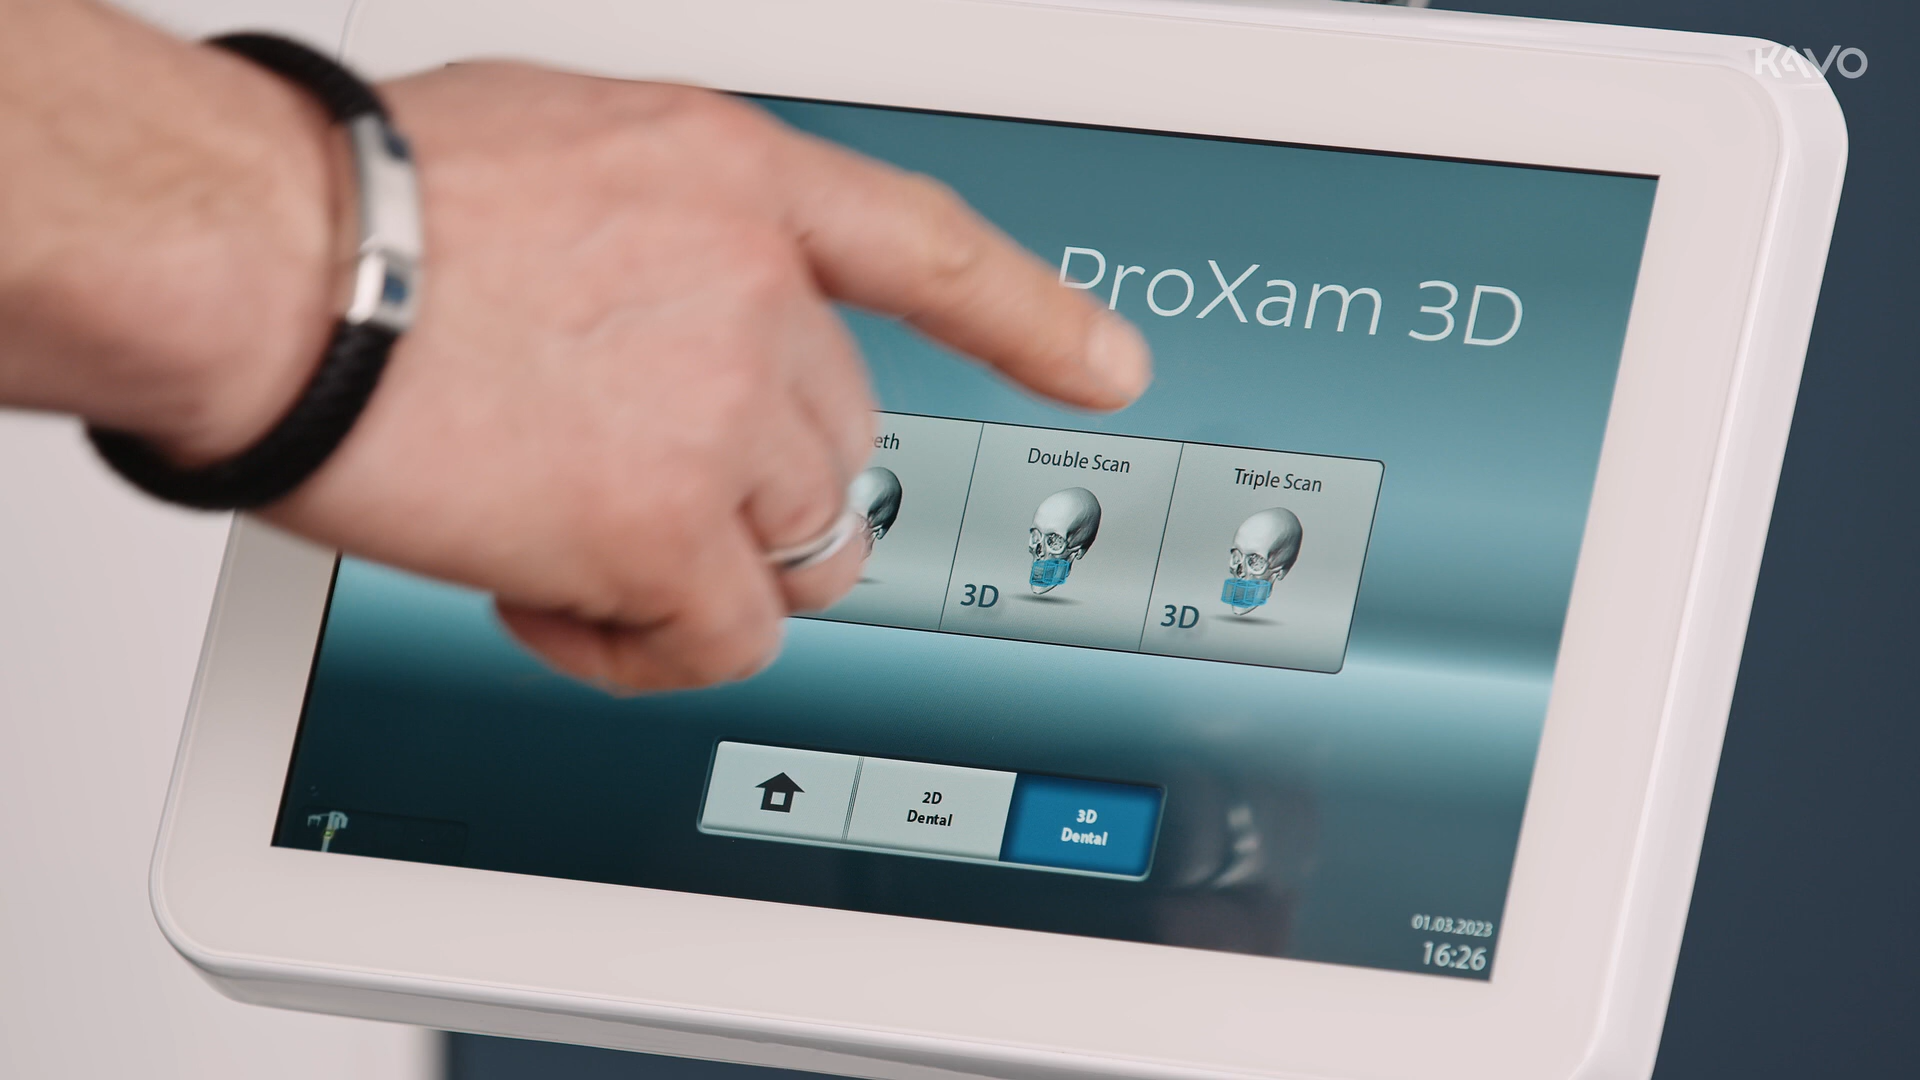 KAVO
ProXam 3D
Double Scan
Triple Scan
3D
3D
2D
Dental
3D
Dental
01.03.2023
16:26